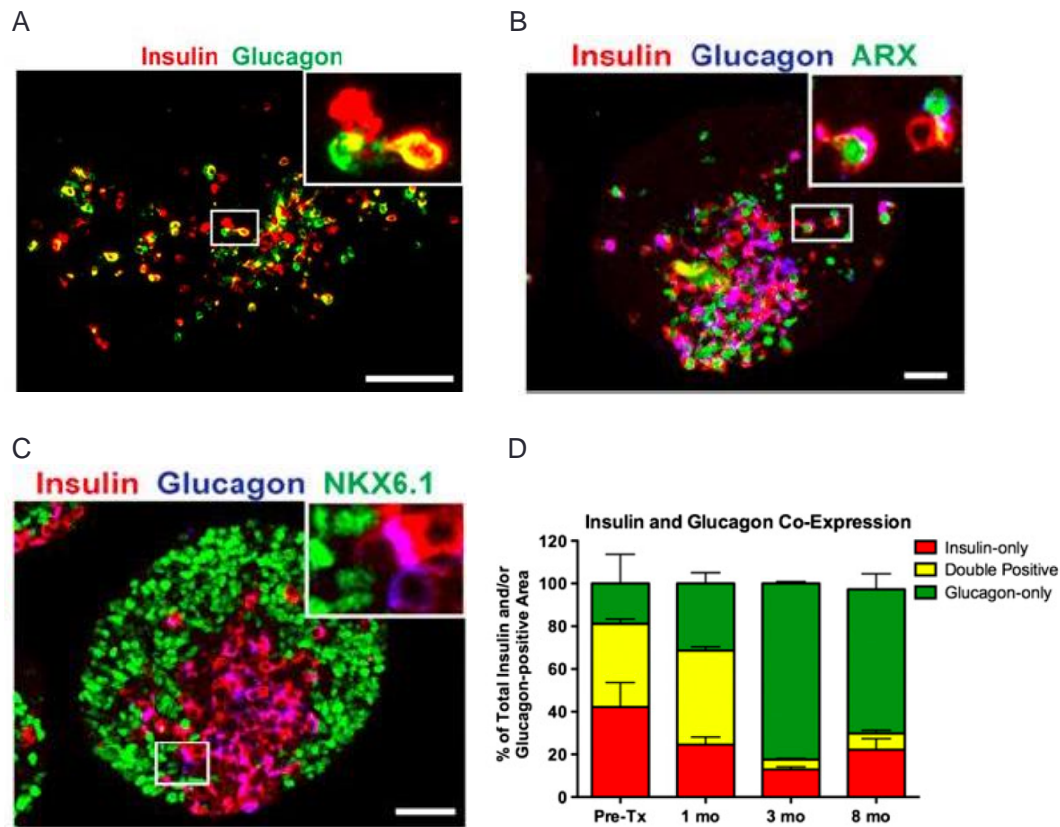 A
Insulin Glucagon
B
Insulin Glucagon ARX
C
Insulin Glucagon NKX6.1
D
Insulin and Glucagon Co-Expression
% of Total Insulin and/or
Glucagon-positive Area
120
100
80
60
40
20
0
Pre-Tx 1 mo 3 mo 8 mo
Insulin-only
Double Positive
Glucagon-only